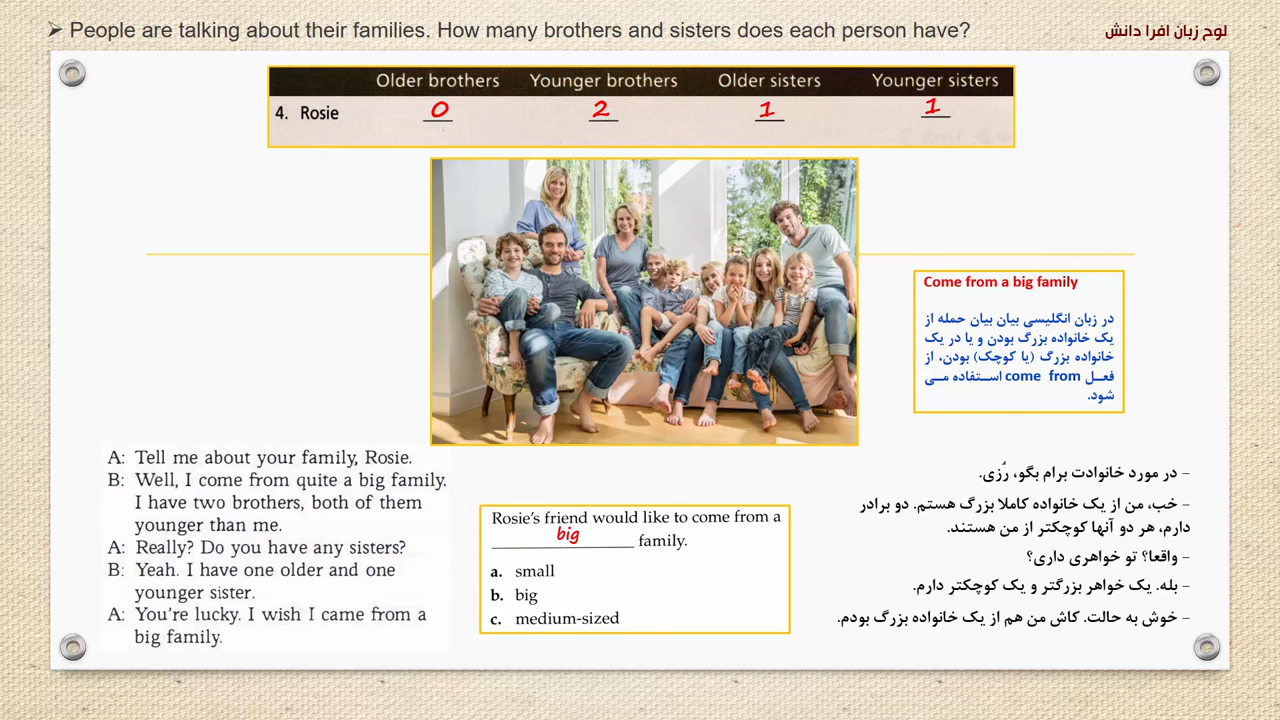 ➢ People are talking about their families. How many brothers and sisters does each person have?
لوح زبان افرا دانش
Older brothers Younger brothers Older sisters Younger sisters
4. Rosie 0 2 1 1
Come from a big family
در زبان انگلیسی بیان بیان حمله از
یک خانواده بزرگ بودن و یا در یک
خانواده بزرگ (یا کوچک) بودن، از
فعـل come from اسـتفاده مـی
شود.
A: Tell me about your family, Rosie.
B: Well, I come from quite a big family.
I have two brothers, both of them
younger than me.
A: Really? Do you have any sisters?
B: Yeah. I have one older and one
younger sister.
A: You're lucky. I wish I came from a
big family.
Rosie's friend would like to come from a
big family.
a. small
b. big
c. medium-sized
– در مورد خانوادت برام بگو، رُزی.
– خب، من از یک خانواده کاملا بزرگ هستم. دو برادر
دارم، هر دو آنها کوچکتر از من هستند.
– واقعا؟ تو خواهری داری؟
– بله. یک خواهر بزرگتر و یک کوچکتر دارم.
– خوش به حالت. کاش من هم از یک خانواده بزرگ بودم.